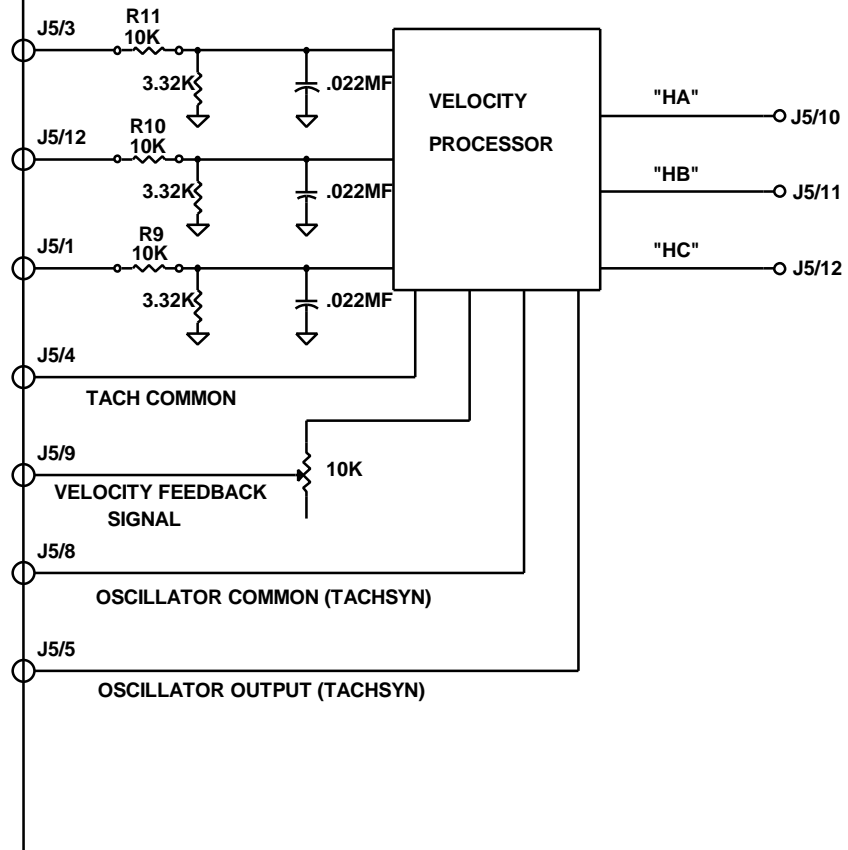 J5/3
R11
10K
3.32K
.022MF
J5/12
R10
10K
3.32K
.022MF
J5/1
R9
10K
3.32K
.022MF
VELOCITY
PROCESSOR
"HA"
J5/10
"HB"
J5/11
"HC"
J5/12
J5/4
TACH COMMON
J5/9
10K
VELOCITY FEEDBACK
SIGNAL
J5/8
OSCILLATOR COMMON (TACHSYN)
J5/5
OSCILLATOR OUTPUT (TACHSYN)